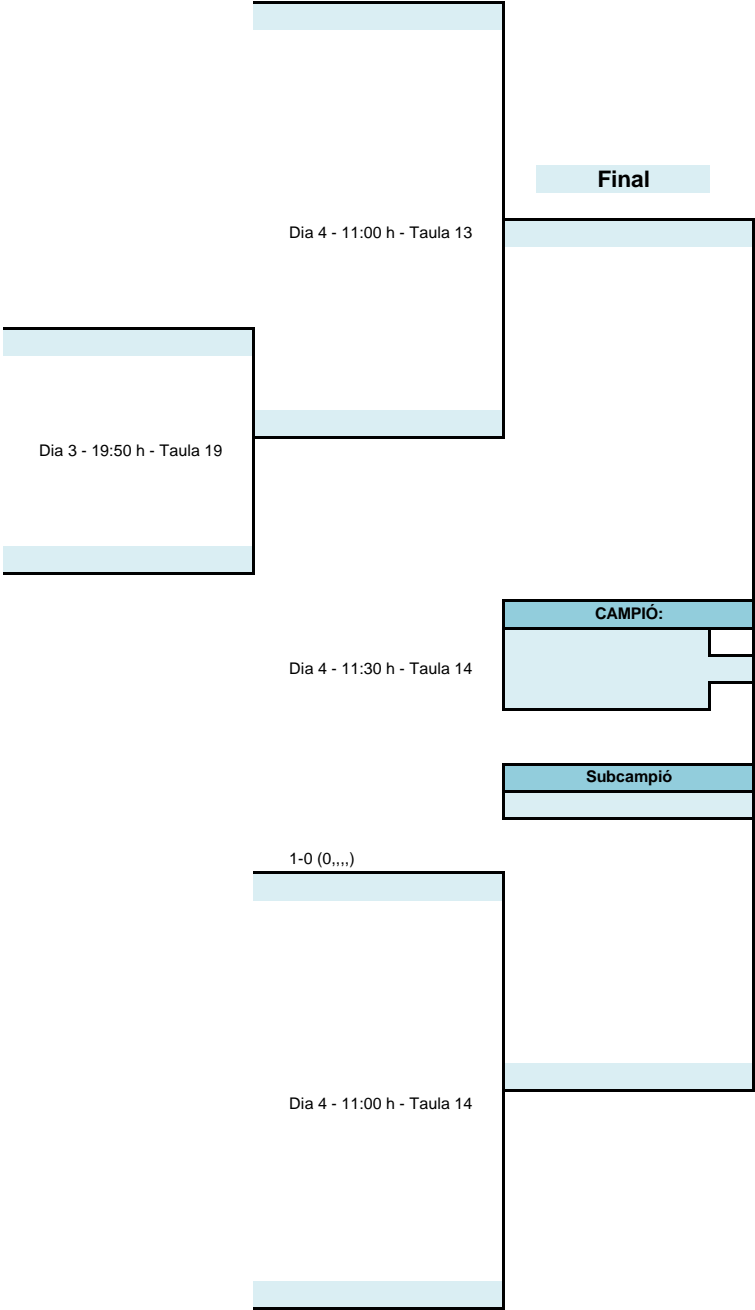 Final
Dia 4 - 11:00 h - Taula 13
Dia 3 - 19:50 h - Taula 19
CAMPIÓ:
Dia 4 - 11:30 h - Taula 14
Subcampió
1-0 (0,,,,)
Dia 4 - 11:00 h - Taula 14